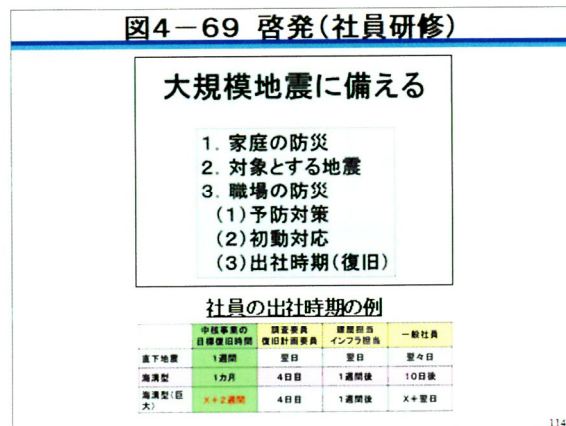 図4－69 啓発(社員研修)
大規模地震に備える
1. 家庭の防災
2. 対象とする地震
3. 職場の防災
(1)予防対策
(2)初動対応
(3)出社時期(復旧)
社員の出社時期の例
中核事業の 調査委員 建屋担当 一般社員
目標復旧時間 復旧計画委員 インフラ担当
直下地震 1週間 翌日 翌日 翌々日
海溝型 1カ月 4日目 1週間後 10日後
海溝型(巨 X+2週間 4日目 1週間後 X+翌日
大)
114